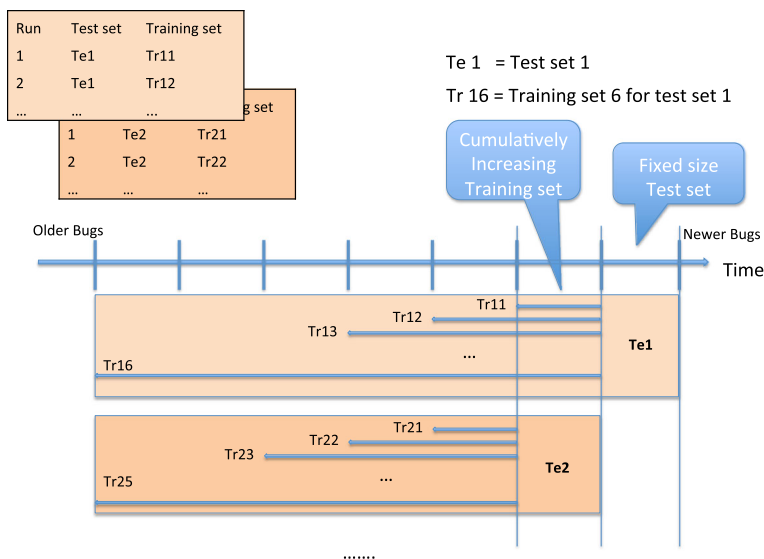 Run Test set Training set
1 Te1 Tr11
2 Te1 Tr12
... ... ...
g set
1 Te2 Tr21
2 Te2 Tr22
... ... ...
Te 1 = Test set 1
Tr 16 = Training set 6 for test set 1
Cumulatively
Increasing
Training set
Fixed size
Test set
Older Bugs
Newer Bugs
Time
Tr11
Tr12
Tr13
...
Tr16
Te1
Tr21
Tr22
Tr23
...
Tr25
Te2
.......